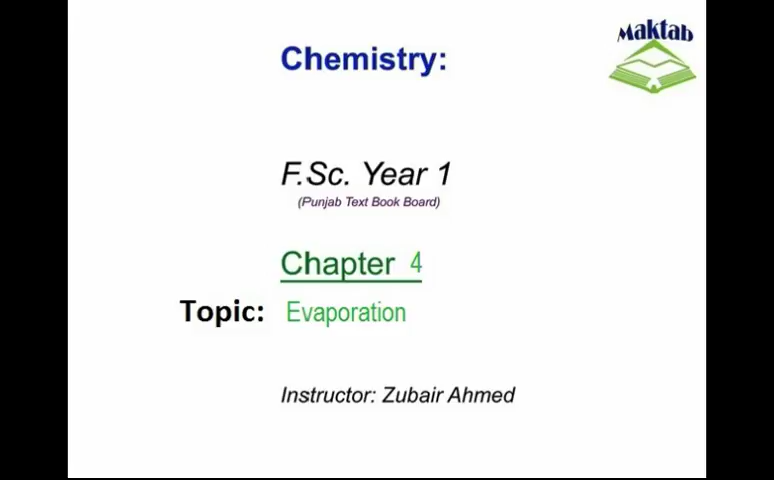 Maktab
Chemistry:
F.Sc. Year 1
(Punjab Text Book Board)
Chapter 4
Topic: Evaporation
Instructor: Zubair Ahmed